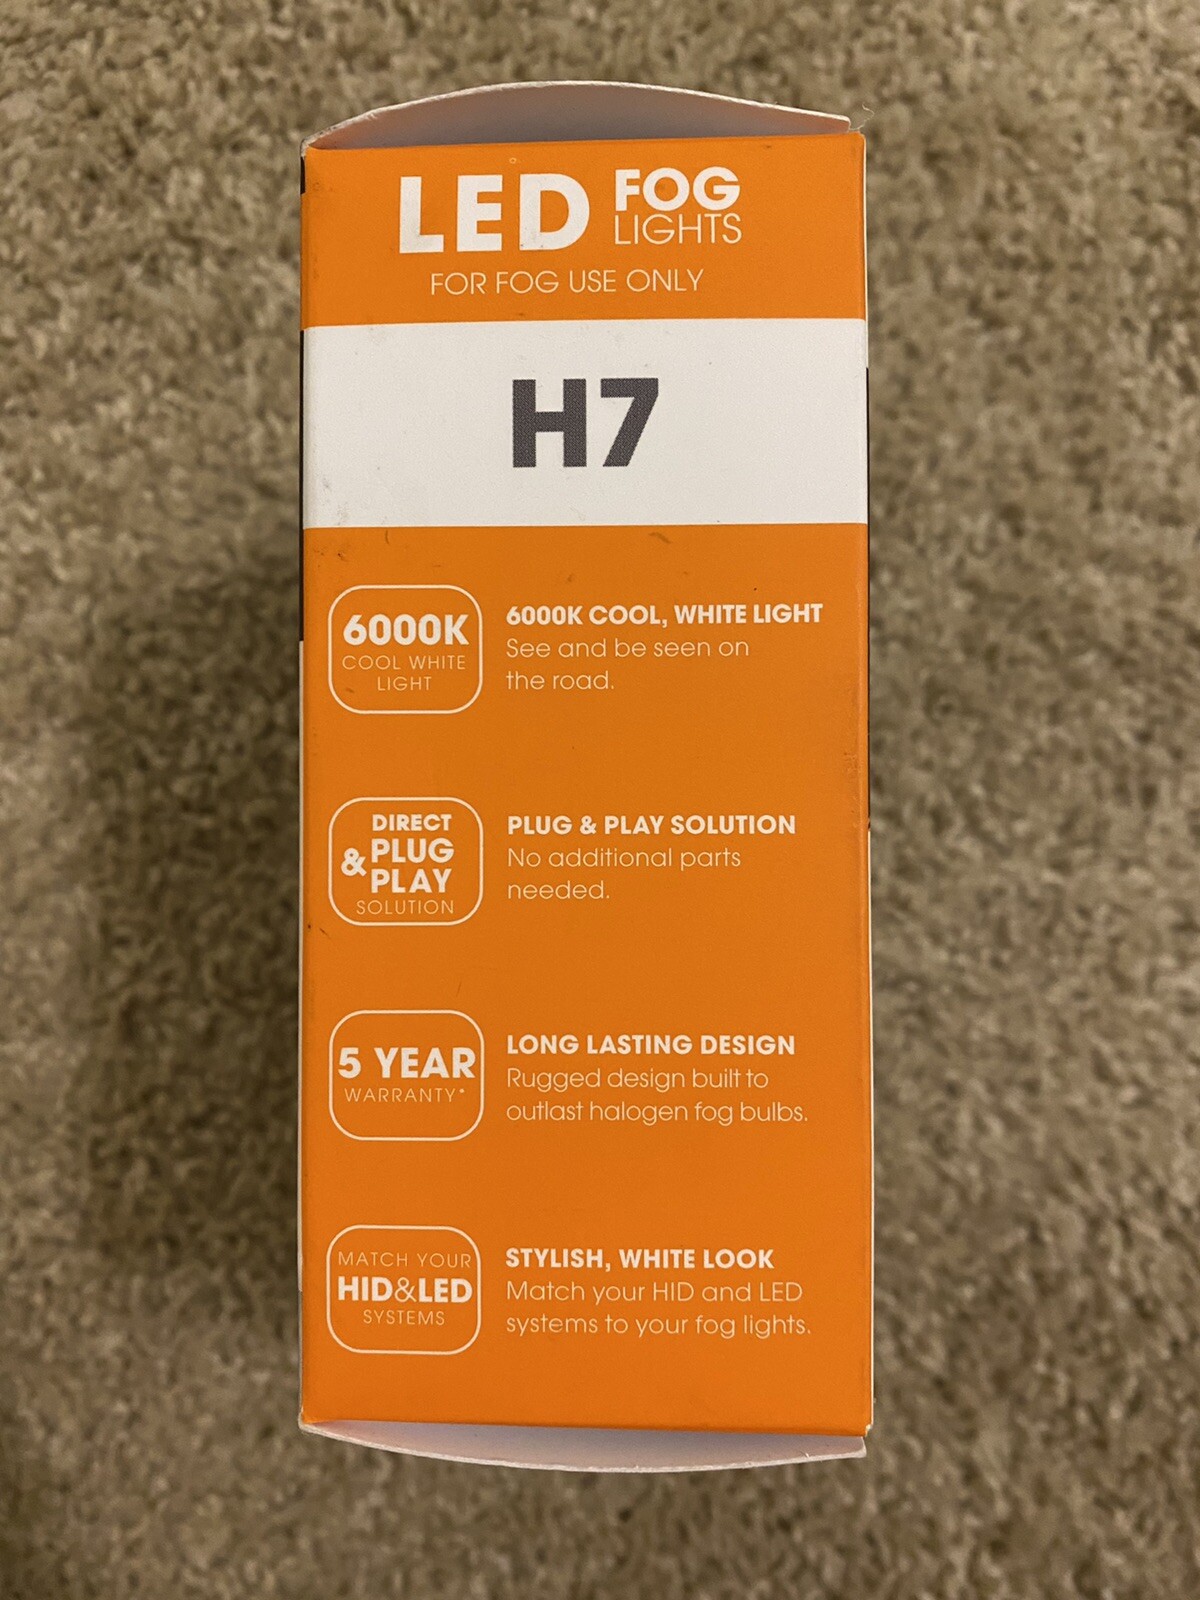 LED FOG
LIGHTS
FOR FOG USE ONLY
H7
6000K
COOL WHITE
LIGHT
6000K COOL, WHITE LIGHT
See and be seen on
the road.
DIRECT
& PLUG
PLAY
SOLUTION
PLUG & PLAY SOLUTION
No additional parts
needed.
5 YEAR
WARRANTY*
LONG LASTING DESIGN
Rugged design built to
outlast halogen fog bulbs.
MATCH YOUR
HID&LED
SYSTEMS
STYLISH, WHITE LOOK
Match your HID and LED
systems to your fog lights.